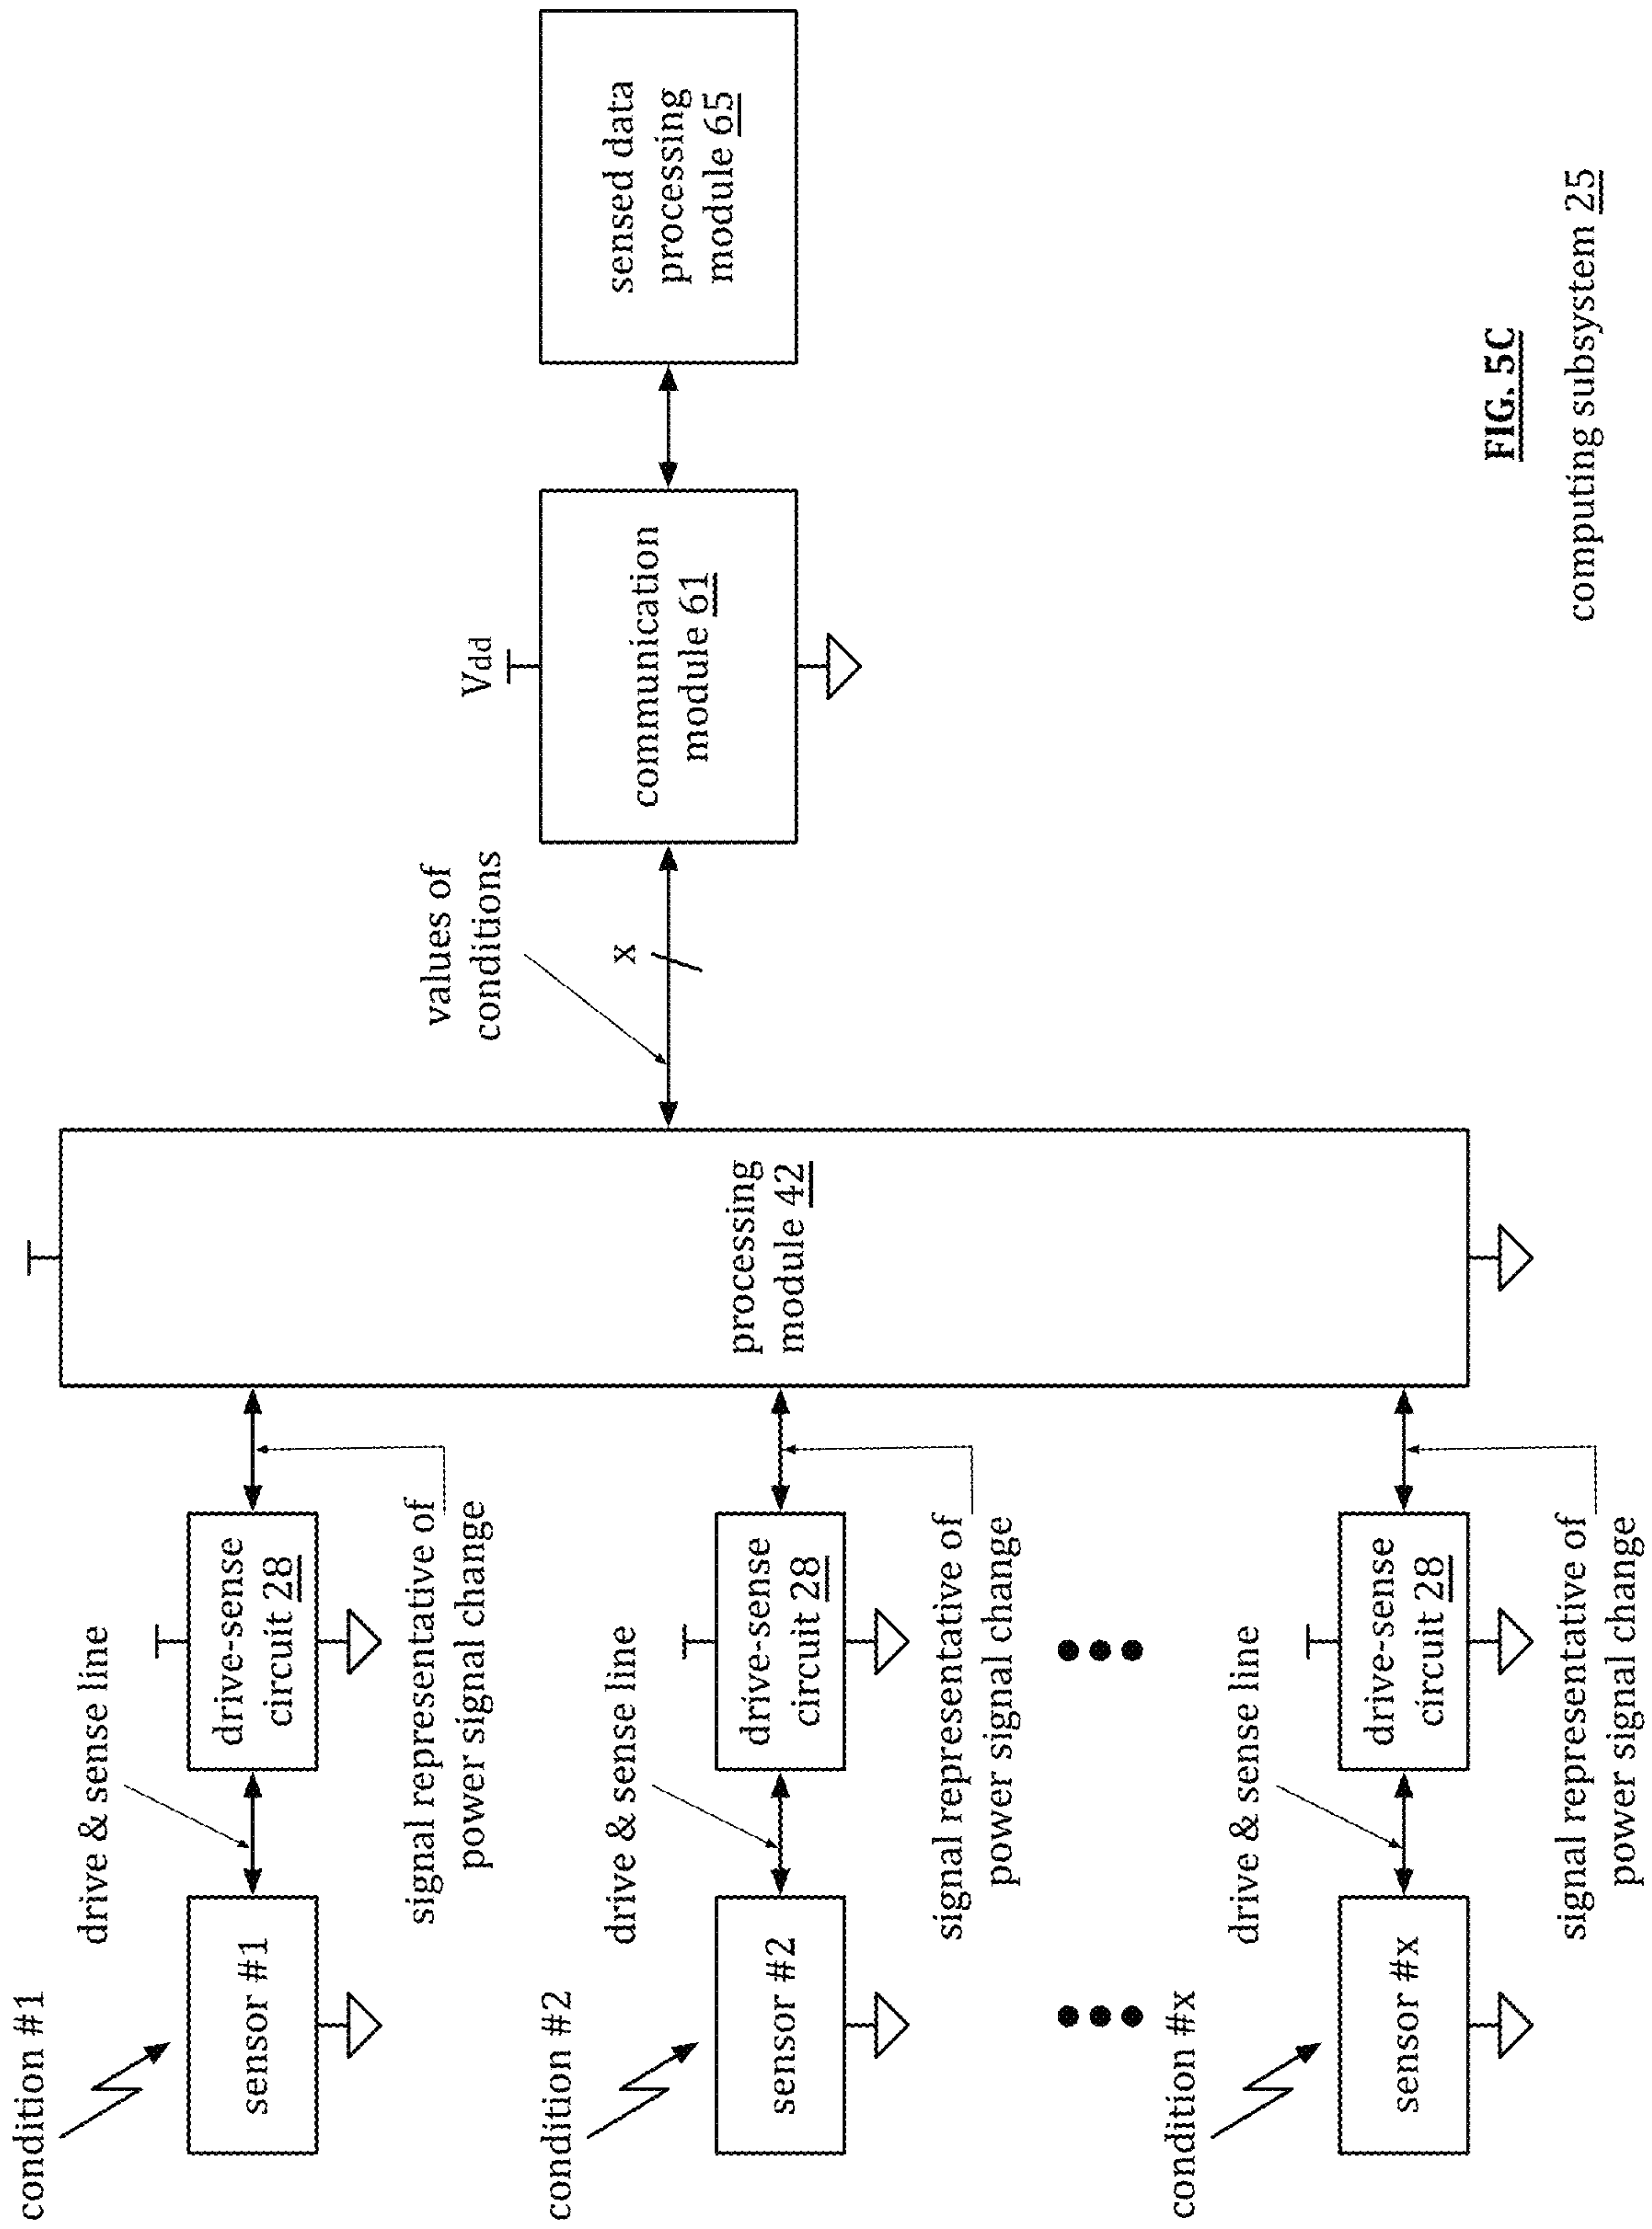 condition #1
drive & sense line
sensor #1
drive-sense
circuit 28
signal representative of
power signal change
condition #2
drive & sense line
sensor #2
drive-sense
circuit 28
signal representative of
power signal change
condition #x
drive & sense line
sensor #x
drive-sense
circuit 28
signal representative of
power signal change
processing
module 42
values of
conditions
x
Vdd
communication
module 61
sensed data
processing
module 65
FIG. 5C
computing subsystem 25